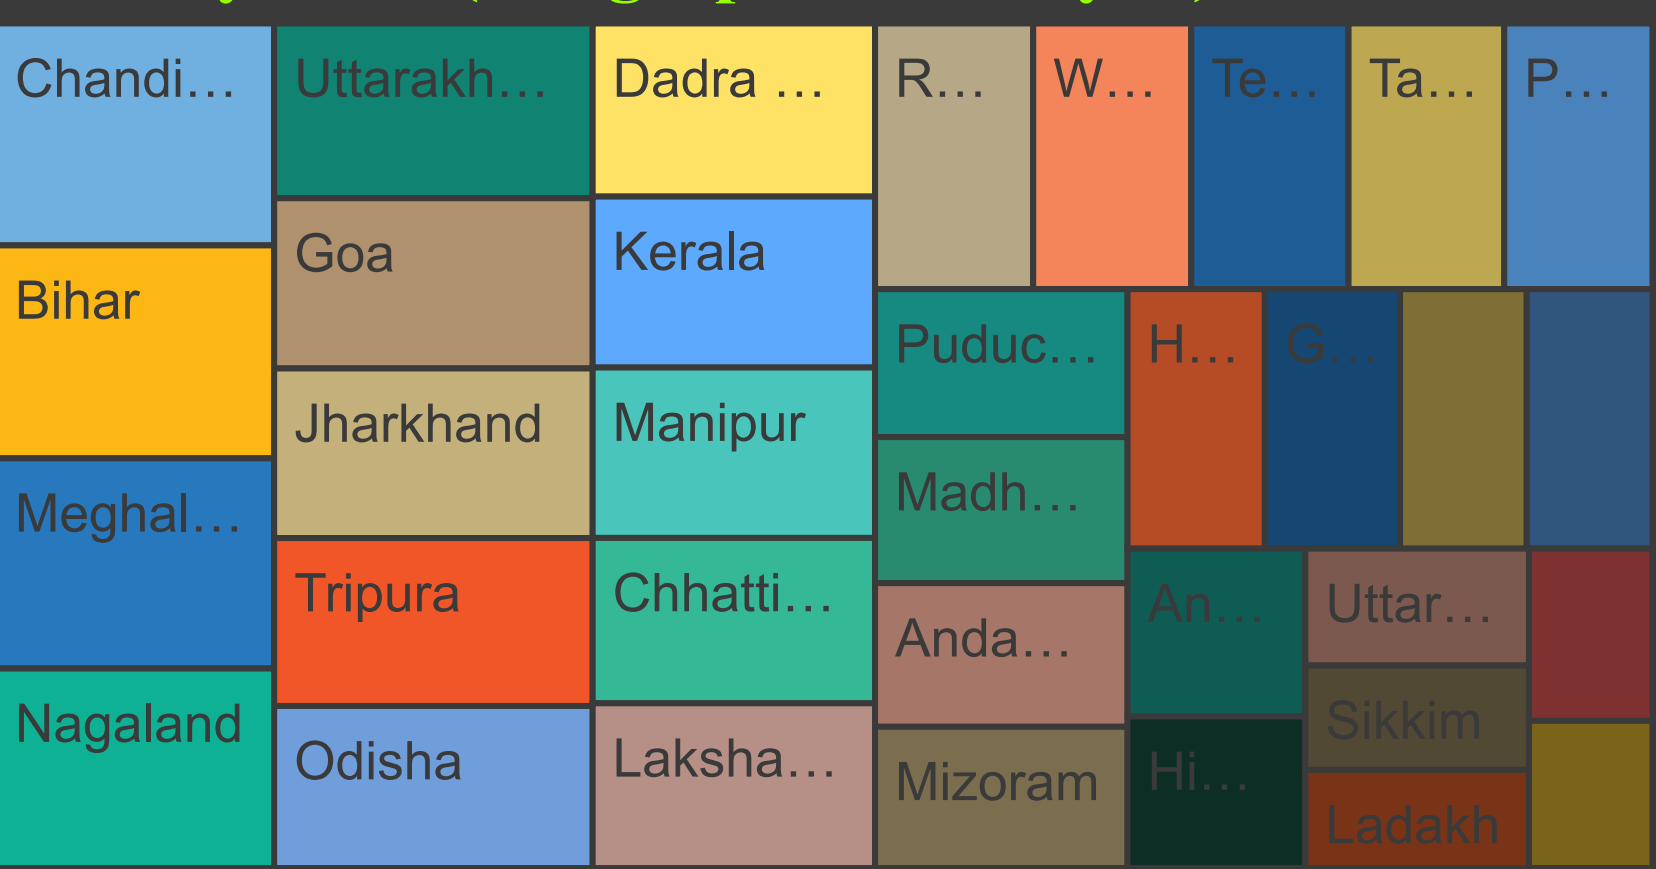 Chandi…
Bihar
Meghal…
Nagaland
Uttarakh…
Goa
Jharkhand
Tripura
Odisha
Dadra …
Kerala
Manipur
Chhatti…
Laksha…
R…
W…
Te…
Ta…
P…
Puduc…
Madh…
Anda…
Mizoram
H…
G…
An…
Hi…
Uttar…
Sikkim
Ladakh